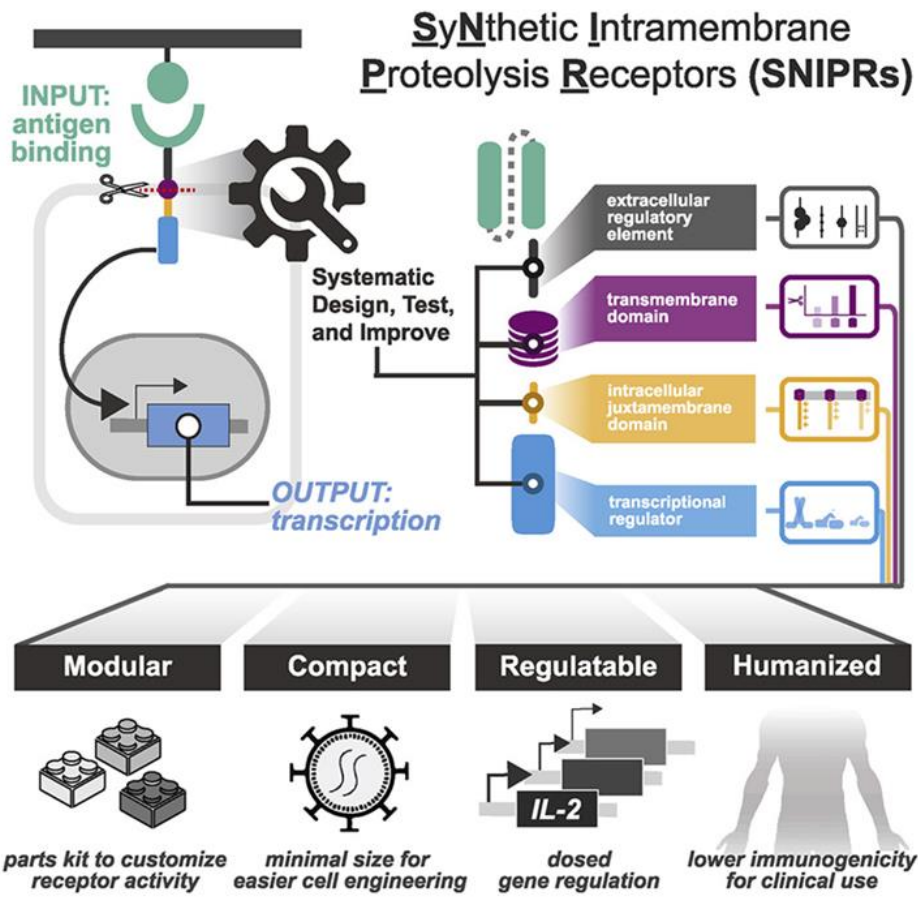 SyNthetic Intramembrane
Proteolysis Receptors (SNIPRs)
INPUT:
antigen
binding
Systematic
Design, Test,
and Improve
extracellular
regulatory
element
transmembrane
domain
intracellular
juxtamembrane
domain
transcriptional
regulator
OUTPUT:
transcription
Modular
Compact
Regulatable
Humanized
IL-2
parts kit to customize
receptor activity
minimal size for
easier cell engineering
dosed
gene regulation
lower immunogenicity
for clinical use